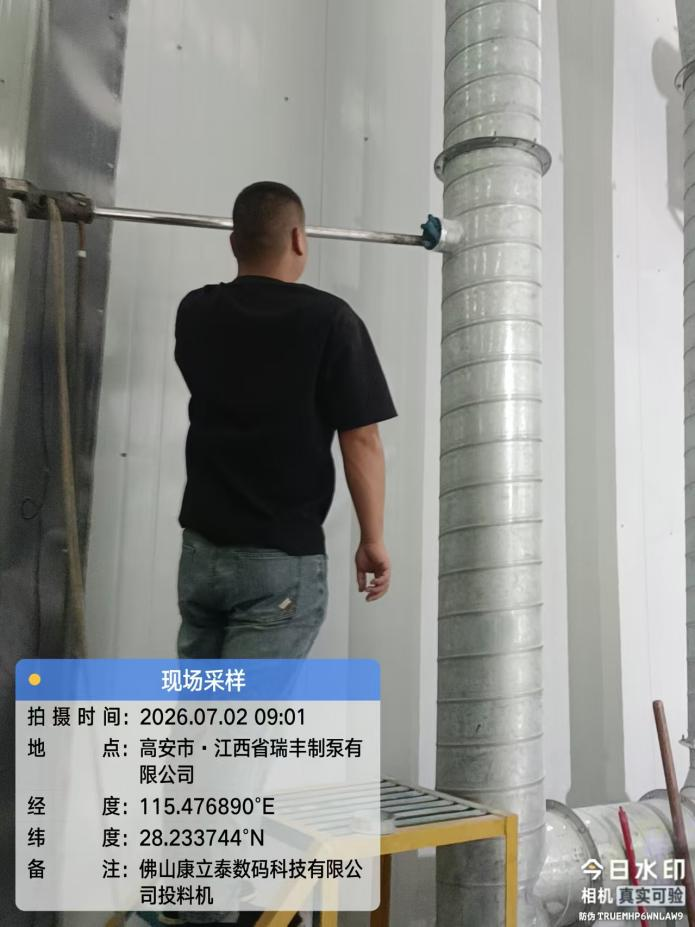 现场采样
拍摄时间：2026.07.02 09:01
地点：高安市·江西省瑞丰制泵有
限公司
经度：115.476890°E
纬度：28.233744°N
备注：佛山康立泰数码科技有限公
司投料机
今日水印
相机 真实可验
防伪 TRUEMHP6WNLAW9